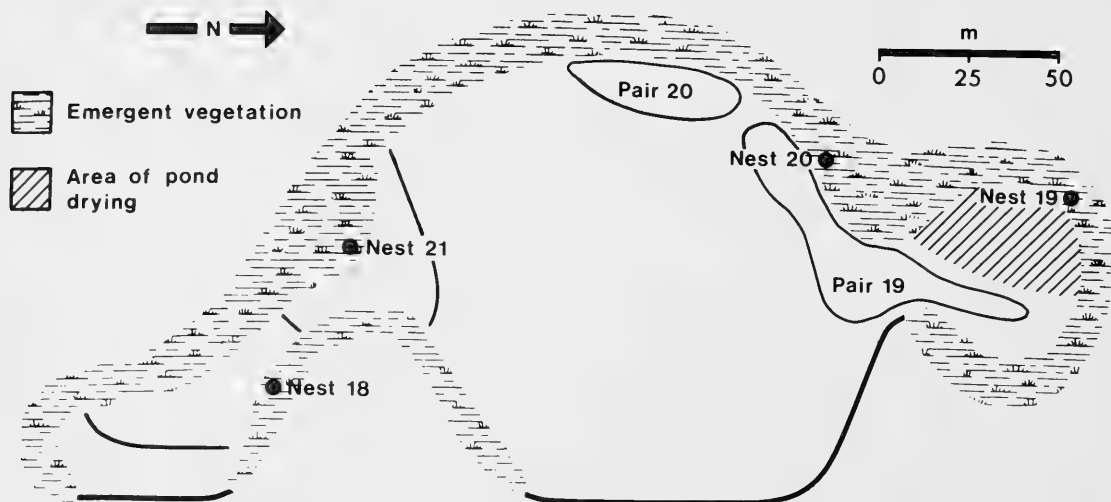 N
m
0 25 50
Emergent vegetation
Area of pond
drying
Pair 20
Nest 20
Nest 19
Nest 21
Pair 19
Nest 18